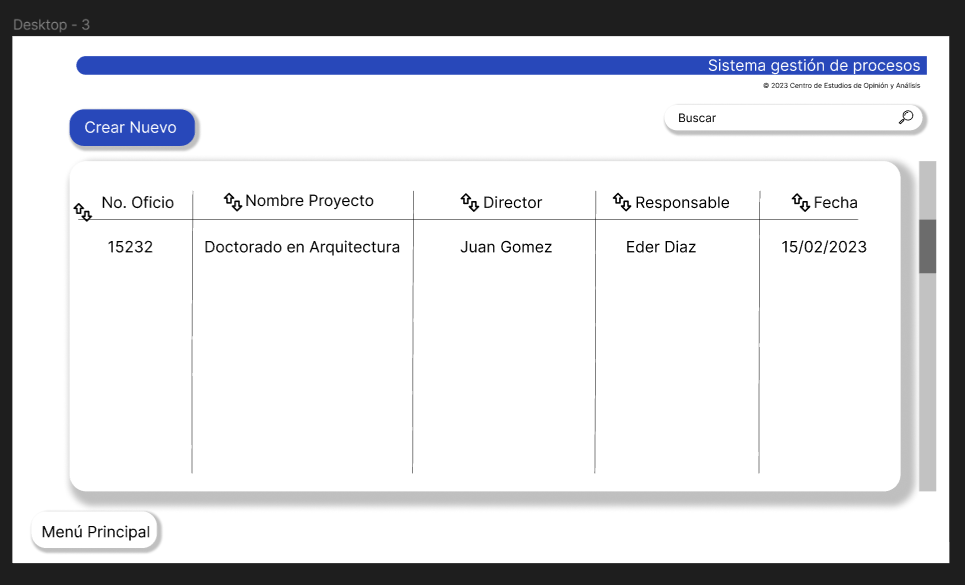 Desktop - 3
Sistema gestión de procesos
© 2023 Centro de Estudios de Opinión y Análisis
Crear Nuevo
Buscar
No. Oficio Nombre Proyecto Director Responsable Fecha
15232 Doctorado en Arquitectura Juan Gomez Eder Diaz 15/02/2023
Menú Principal